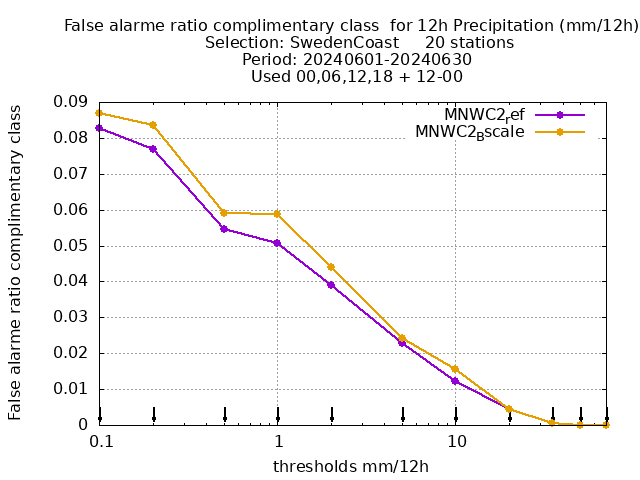 False alarme ratio complimentary class  for 12h Precipitation (mm/12h)
Selection: SwedenCoast     20 stations
Period: 20240601-20240630
Used 00,06,12,18 + 12-00
False alarme ratio complimentary class
0.09
0.08
0.07
0.06
0.05
0.04
0.03
0.02
0.01
0
MNWC2ref
MNWC2Bscale
0.1 1 10
thresholds mm/12h